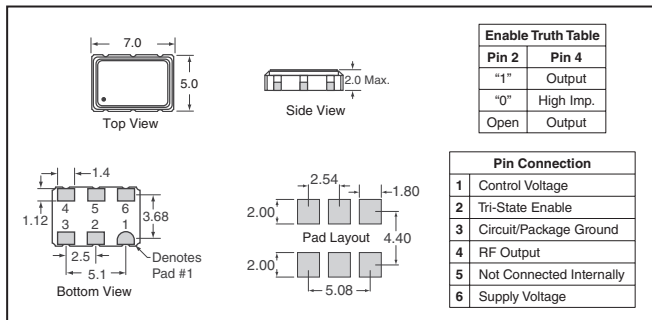 7.0
5.0
Top View
2.0 Max.
Side View
Enable Truth Table
Pin 2 Pin 4
“1” Output
“0” High Imp.
Open Output
1.4
1.12
4 5 6
3 2 1
3.68
2.5
5.1
Denotes
Pad #1
Bottom View
2.54
1.80
2.00
Pad Layout
4.40
2.00
5.08
Pin Connection
1 Control Voltage
2 Tri-State Enable
3 Circuit/Package Ground
4 RF Output
5 Not Connected Internally
6 Supply Voltage